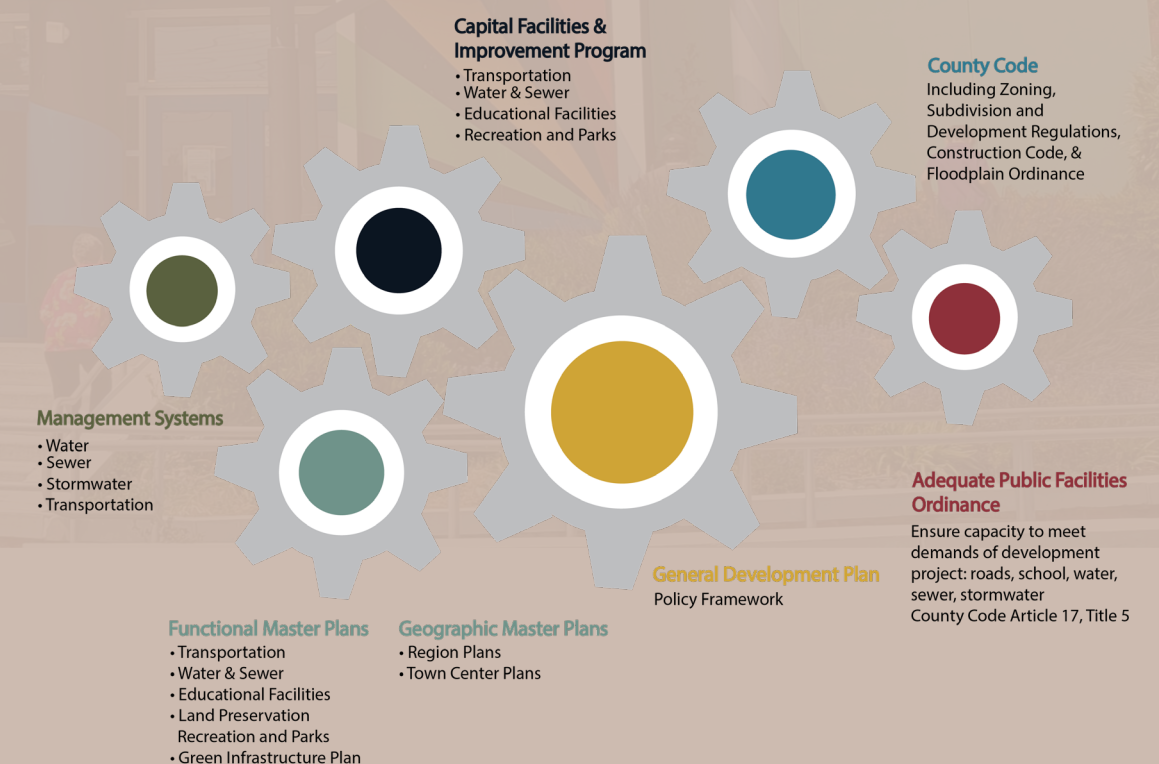 Capital Facilities &
Improvement Program
• Transportation
• Water & Sewer
• Educational Facilities
• Recreation and Parks
County Code
Including Zoning,
Subdivision and
Development Regulations,
Construction Code, &
Floodplain Ordinance
Management Systems
• Water
• Sewer
• Stormwater
• Transportation
Adequate Public Facilities
Ordinance
Ensure capacity to meet
demands of development
project: roads, school, water,
sewer, stormwater
County Code Article 17, Title 5
General Development Plan
Policy Framework
Functional Master Plans
• Transportation
• Water & Sewer
• Educational Facilities
• Land Preservation
Recreation and Parks
• Green Infrastructure Plan
Geographic Master Plans
• Region Plans
• Town Center Plans